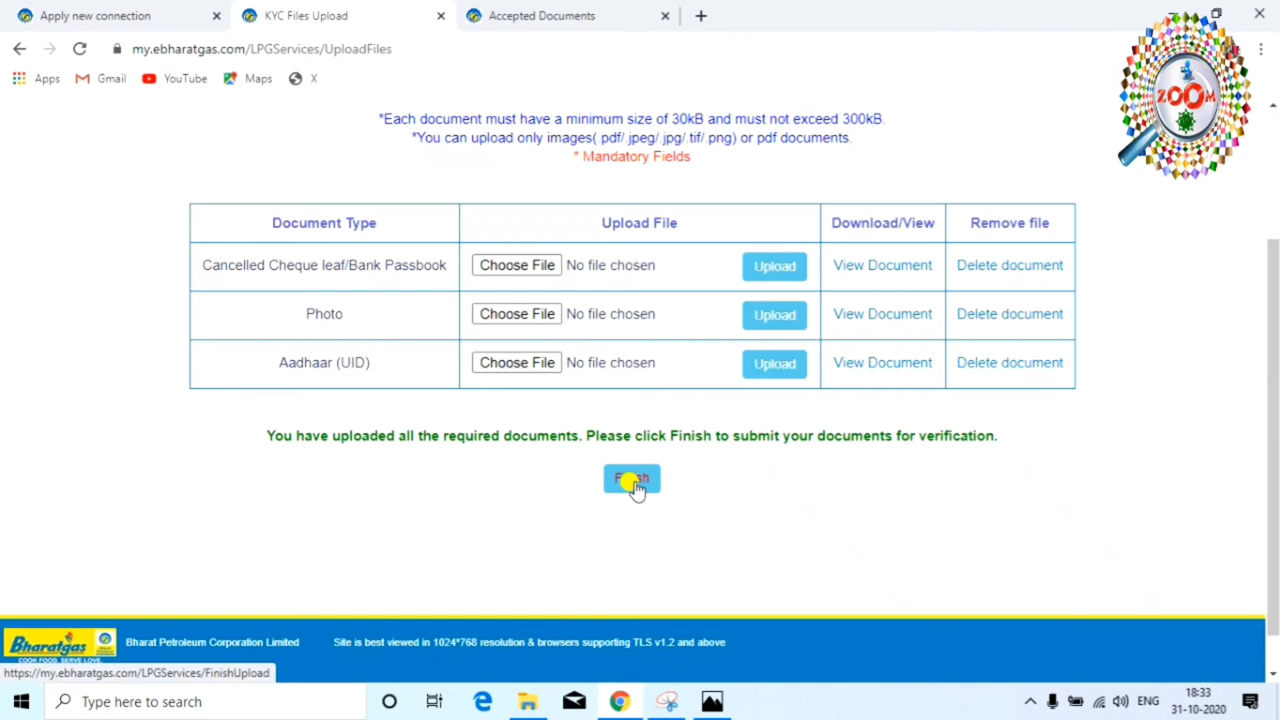 Apply new connection
KYC Files Upload
Accepted Documents
my.ebharatgas.com/LPGServices/UploadFiles
Apps Gmail YouTube Maps X
ZOOM
*Each document must have a minimum size of 30kB and must not exceed 300kB.
*You can upload only images(.pdf/.jpeg/.jpg/.tif/.png) or pdf documents.
* Mandatory Fields
Document Type Upload File Download/View Remove file
Cancelled Cheque leaf/Bank Passbook Choose File No file chosen Upload View Document Delete document
Photo Choose File No file chosen Upload View Document Delete document
Aadhaar (UID) Choose File No file chosen Upload View Document Delete document
You have uploaded all the required documents. Please click Finish to submit your documents for verification.
Finish
Bharatgas Bharat Petroleum Corporation Limited Site is best viewed in 1024*768 resolution & browsers supporting TLS v1.2 and above
COOK FOOD. SERVE LOVE.
https://my.ebharatgas.com/LPGServices/FinishUpload
Type here to search
ENG
18:33
31-10-2020